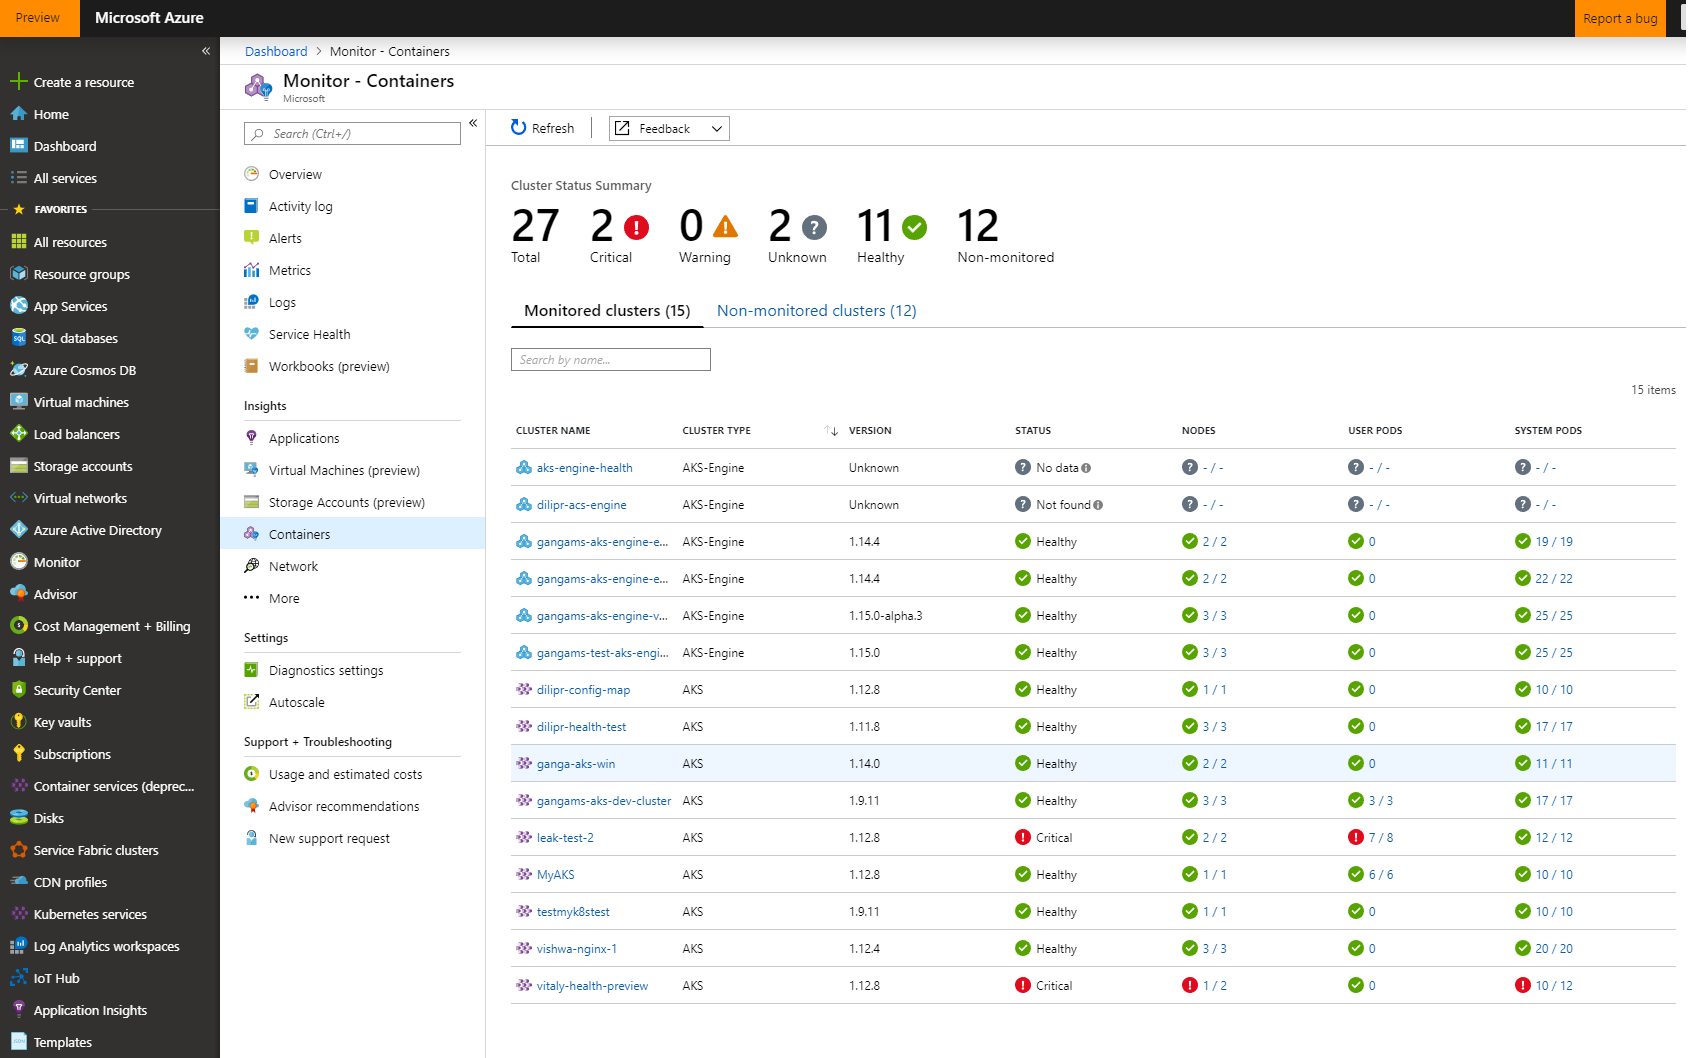 Preview
Microsoft Azure
Report a bug
«
Create a resource
Home
Dashboard
All services
FAVORITES
All resources
Resource groups
App Services
SQL databases
Azure Cosmos DB
Virtual machines
Load balancers
Storage accounts
Virtual networks
Azure Active Directory
Monitor
Advisor
Cost Management + Billing
Help + support
Security Center
Key vaults
Subscriptions
Container services (deprec...
Disks
Service Fabric clusters
CDN profiles
Kubernetes services
Log Analytics workspaces
IoT Hub
Application Insights
Templates
Dashboard > Monitor - Containers
Monitor - Containers
Microsoft
Search (Ctrl+/)
«
Overview
Activity log
Alerts
Metrics
Logs
Service Health
Workbooks (preview)
Insights
Applications
Virtual Machines (preview)
Storage Accounts (preview)
Containers
Network
More
Settings
Diagnostics settings
Autoscale
Support + Troubleshooting
Usage and estimated costs
Advisor recommendations
New support request
Refresh
Feedback
Cluster Status Summary
27 2 0 2 11 12
Total Critical Warning Unknown Healthy Non-monitored
Monitored clusters (15) Non-monitored clusters (12)
Search by name...
15 items
CLUSTER NAME CLUSTER TYPE VERSION STATUS NODES USER PODS SYSTEM PODS
aks-engine-health AKS-Engine Unknown No data - / - - / - - / -
dilipr-acs-engine AKS-Engine Unknown Not found - / - - / - - / -
gangams-aks-engine-e... AKS-Engine 1.14.4 Healthy 2 / 2 0 19 / 19
gangams-aks-engine-e... AKS-Engine 1.14.4 Healthy 2 / 2 0 22 / 22
gangams-aks-engine-v... AKS-Engine 1.15.0-alpha.3 Healthy 3 / 3 0 25 / 25
gangams-test-aks-engi... AKS-Engine 1.15.0 Healthy 3 / 3 0 25 / 25
dilipr-config-map AKS 1.12.8 Healthy 1 / 1 0 10 / 10
dilipr-health-test AKS 1.11.8 Healthy 3 / 3 0 17 / 17
ganga-aks-win AKS 1.14.0 Healthy 2 / 2 0 11 / 11
gangams-aks-dev-cluster AKS 1.9.11 Healthy 3 / 3 3 / 3 17 / 17
leak-test-2 AKS 1.12.8 Critical 2 / 2 7 / 8 12 / 12
MyAKS AKS 1.12.8 Healthy 1 / 1 6 / 6 10 / 10
testmyk8stest AKS 1.9.11 Healthy 1 / 1 0 10 / 10
vishwa-nginx-1 AKS 1.12.4 Healthy 3 / 3 0 20 / 20
vitaly-health-preview AKS 1.12.8 Critical 1 / 2 0 10 / 12